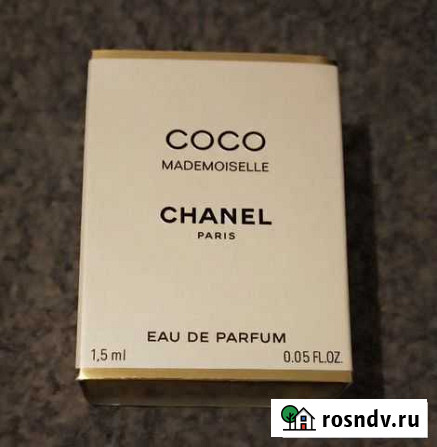 COCO
MADEMOISELLE
CHANEL
PARIS
EAU DE PARFUM
1,5 ml 0.05 FL.OZ.
rosndv.ru